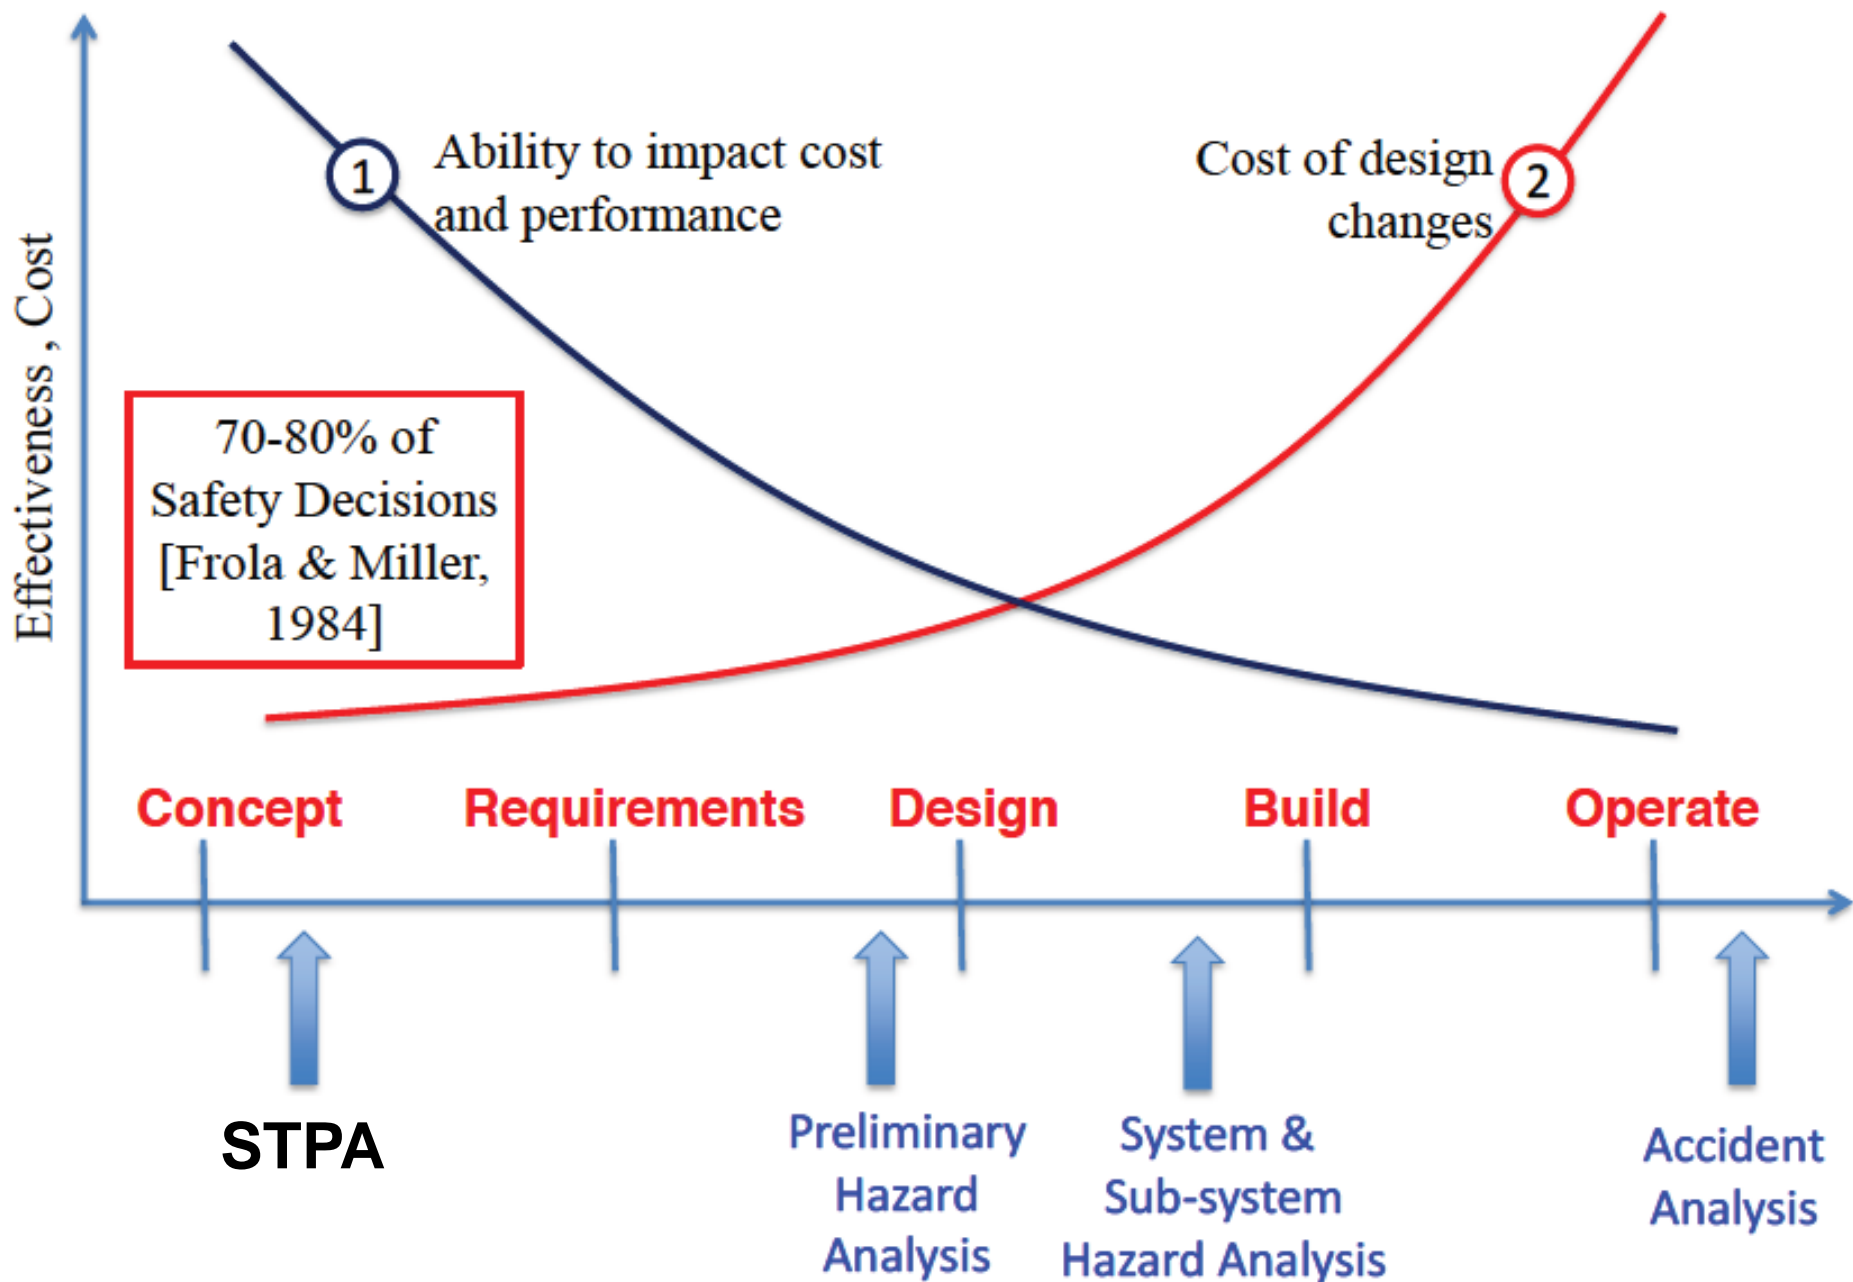 Effectiveness , Cost
1
Ability to impact cost
and performance
Cost of design
changes
2
70-80% of
Safety Decisions
[Frola & Miller,
1984]
Concept
Requirements
Design
Build
Operate
STPA
Preliminary
Hazard
Analysis
System &
Sub-system
Hazard Analysis
Accident
Analysis